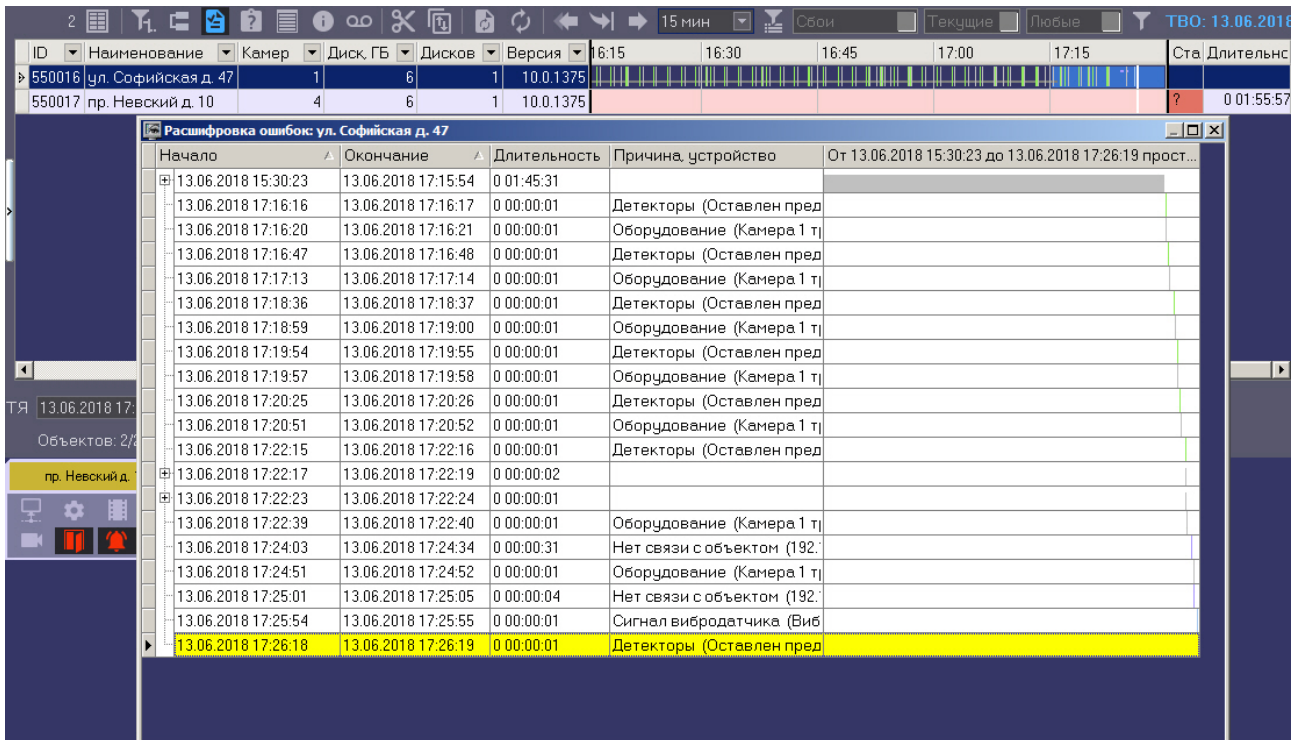 2 15 мин Сбои Текущие Любые ТВО: 13.06.2018
ID Наименование Камер Диск, ГБ Дисков Версия 16:15 16:30 16:45 17:00 17:15 Ста Длительнс
550016 ул. Софийская д. 47 1 6 1 10.0.1375
550017 пр. Невский д. 10 4 6 1 10.0.1375 ? 0 01:55:57
Расшифровка ошибок: ул. Софийская д. 47
Начало Окончание Длительность Причина, устройство От 13.06.2018 15:30:23 до 13.06.2018 17:26:19 прост...
13.06.2018 15:30:23 13.06.2018 17:15:54 0 01:45:31
13.06.2018 17:16:16 13.06.2018 17:16:17 0 00:00:01 Детекторы (Оставлен пред
13.06.2018 17:16:20 13.06.2018 17:16:21 0 00:00:01 Оборудование (Камера 1 т
13.06.2018 17:16:47 13.06.2018 17:16:48 0 00:00:01 Детекторы (Оставлен пред
13.06.2018 17:17:13 13.06.2018 17:17:14 0 00:00:01 Оборудование (Камера 1 т
13.06.2018 17:18:36 13.06.2018 17:18:37 0 00:00:01 Детекторы (Оставлен пред
13.06.2018 17:18:59 13.06.2018 17:19:00 0 00:00:01 Оборудование (Камера 1 т
13.06.2018 17:19:54 13.06.2018 17:19:55 0 00:00:01 Детекторы (Оставлен пред
13.06.2018 17:19:57 13.06.2018 17:19:58 0 00:00:01 Оборудование (Камера 1 т
ТЯ 13.06.2018 17: 13.06.2018 17:20:25 13.06.2018 17:20:26 0 00:00:01 Детекторы (Оставлен пред
Объектов: 2/2 13.06.2018 17:20:51 13.06.2018 17:20:52 0 00:00:01 Оборудование (Камера 1 т
13.06.2018 17:22:15 13.06.2018 17:22:16 0 00:00:01 Детекторы (Оставлен пред
пр. Невский д. 13.06.2018 17:22:17 13.06.2018 17:22:19 0 00:00:02
13.06.2018 17:22:23 13.06.2018 17:22:24 0 00:00:01
13.06.2018 17:22:39 13.06.2018 17:22:40 0 00:00:01 Оборудование (Камера 1 т
13.06.2018 17:24:03 13.06.2018 17:24:34 0 00:00:31 Нет связи с объектом (192.
13.06.2018 17:24:51 13.06.2018 17:24:52 0 00:00:01 Оборудование (Камера 1 т
13.06.2018 17:25:01 13.06.2018 17:25:05 0 00:00:04 Нет связи с объектом (192.
13.06.2018 17:25:54 13.06.2018 17:25:55 0 00:00:01 Сигнал вибродатчика (Виб
13.06.2018 17:26:18 13.06.2018 17:26:19 0 00:00:01 Детекторы (Оставлен пред